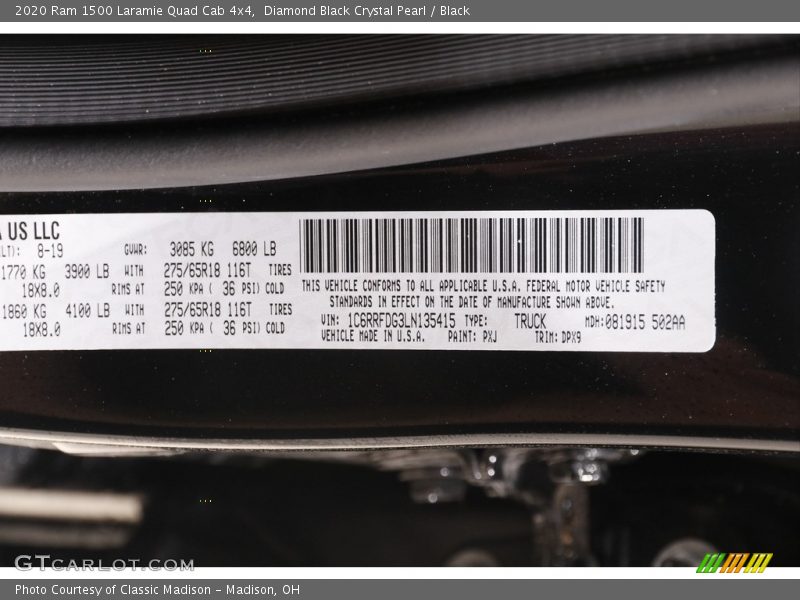 2020 Ram 1500 Laramie Quad Cab 4x4, Diamond Black Crystal Pearl / Black
A US LLC
LT): 8-19 GVWR: 3085 KG 6800 LB
1770 KG 3900 LB WITH 275/65R18 116T TIRES
18X8.0 RIMS AT 250 KPA ( 36 PSI) COLD
1860 KG 4100 LB WITH 275/65R18 116T TIRES
18X8.0 RIMS AT 250 KPA ( 36 PSI) COLD
THIS VEHICLE CONFORMS TO ALL APPLICABLE U.S.A. FEDERAL MOTOR VEHICLE SAFETY
STANDARDS IN EFFECT ON THE DATE OF MANUFACTURE SHOWN ABOVE.
VIN: 1C6RRFDG3LN135415 TYPE: TRUCK MDH:081915 502AA
VEHICLE MADE IN U.S.A. PAINT: PXJ TRIM: DPX9
GTCARLOT.COM
Photo Courtesy of Classic Madison - Madison, OH